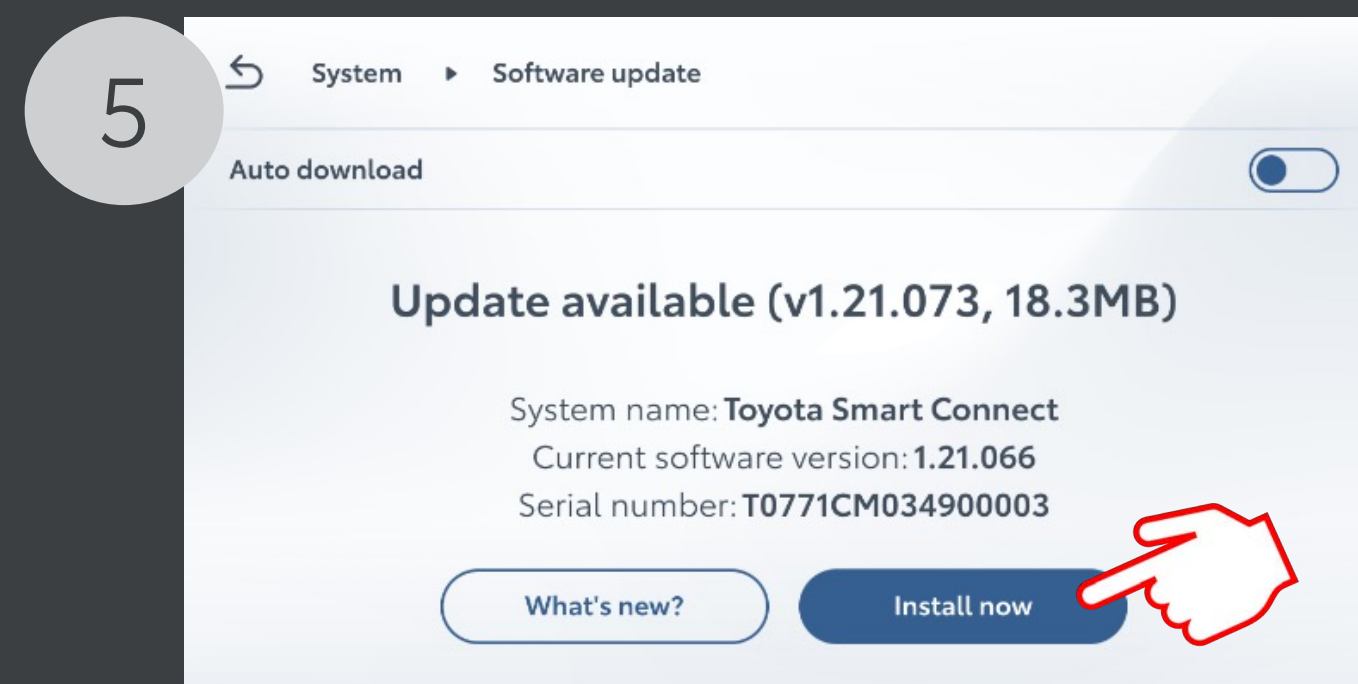 5
System ▸ Software update
Auto download
Update available (v1.21.073, 18.3MB)
System name: Toyota Smart Connect
Current software version: 1.21.066
Serial number: T0771CM034900003
What's new?
Install now